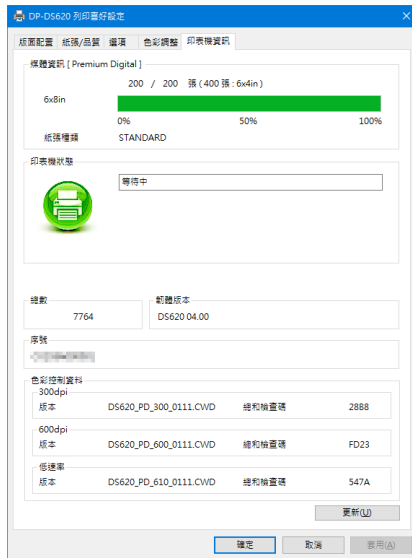 DP-DS620 列印喜好設定
版面配置 紙張/品質 選項 色彩調整 印表機資訊
媒體資訊 [ Premium Digital ]
200 / 200 張 ( 400 張 : 6x4in )
6x8in
0% 50% 100%
紙張種類 STANDARD
印表機狀態
等待中
總數 韌體版本
7764 DS620 04.00
序號
色彩控制資料
300dpi
版本 DS620_PD_300_0111.CWD 總和檢查碼 28B8
600dpi
版本 DS620_PD_600_0111.CWD 總和檢查碼 FD23
低速率
版本 DS620_PD_610_0111.CWD 總和檢查碼 547A
更新(U)
確定 取消 套用(A)